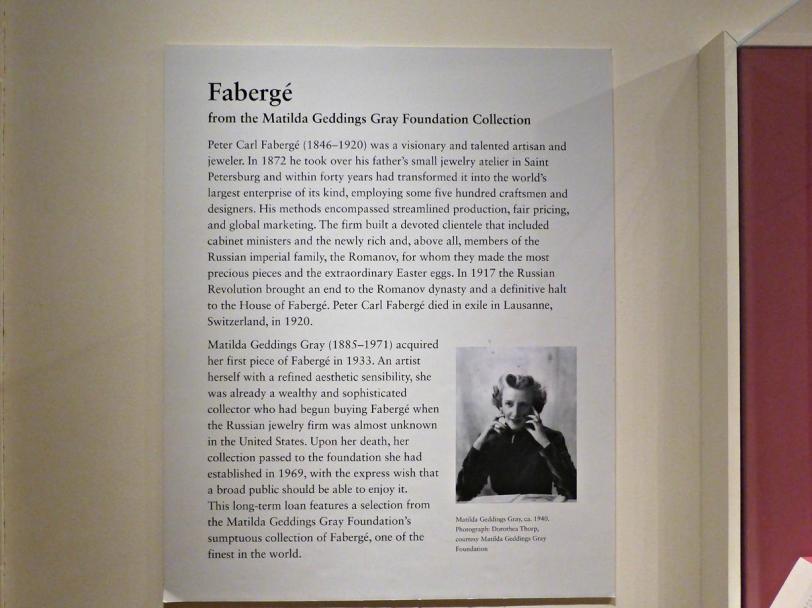 Fabergé
from the Matilda Geddings Gray Foundation Collection
Peter Carl Fabergé (1846–1920) was a visionary and talented artisan and
jeweler. In 1872 he took over his father's small jewelry atelier in Saint
Petersburg and within forty years had transformed it into the world's
largest enterprise of its kind, employing some five hundred craftsmen and
designers. His methods encompassed streamlined production, fair pricing,
and global marketing. The firm built a devoted clientele that included
cabinet ministers and the newly rich and, above all, members of the
Russian imperial family, the Romanov, for whom they made the most
precious pieces and the extraordinary Easter eggs. In 1917 the Russian
Revolution brought an end to the Romanov dynasty and a definitive halt
to the House of Fabergé. Peter Carl Fabergé died in exile in Lausanne,
Switzerland, in 1920.
Matilda Geddings Gray (1885–1971) acquired
her first piece of Fabergé in 1933. An artist
herself with a refined aesthetic sensibility, she
was already a wealthy and sophisticated
collector who had begun buying Fabergé when
the Russian jewelry firm was almost unknown
in the United States. Upon her death, her
collection passed to the foundation she had
established in 1969, with the express wish that
a broad public should be able to enjoy it.
This long-term loan features a selection from
the Matilda Geddings Gray Foundation's
sumptuous collection of Fabergé, one of the
finest in the world.
Matilda Geddings Gray, ca. 1940.
Photograph: Dorothea Thorp,
courtesy Matilda Geddings Gray
Foundation